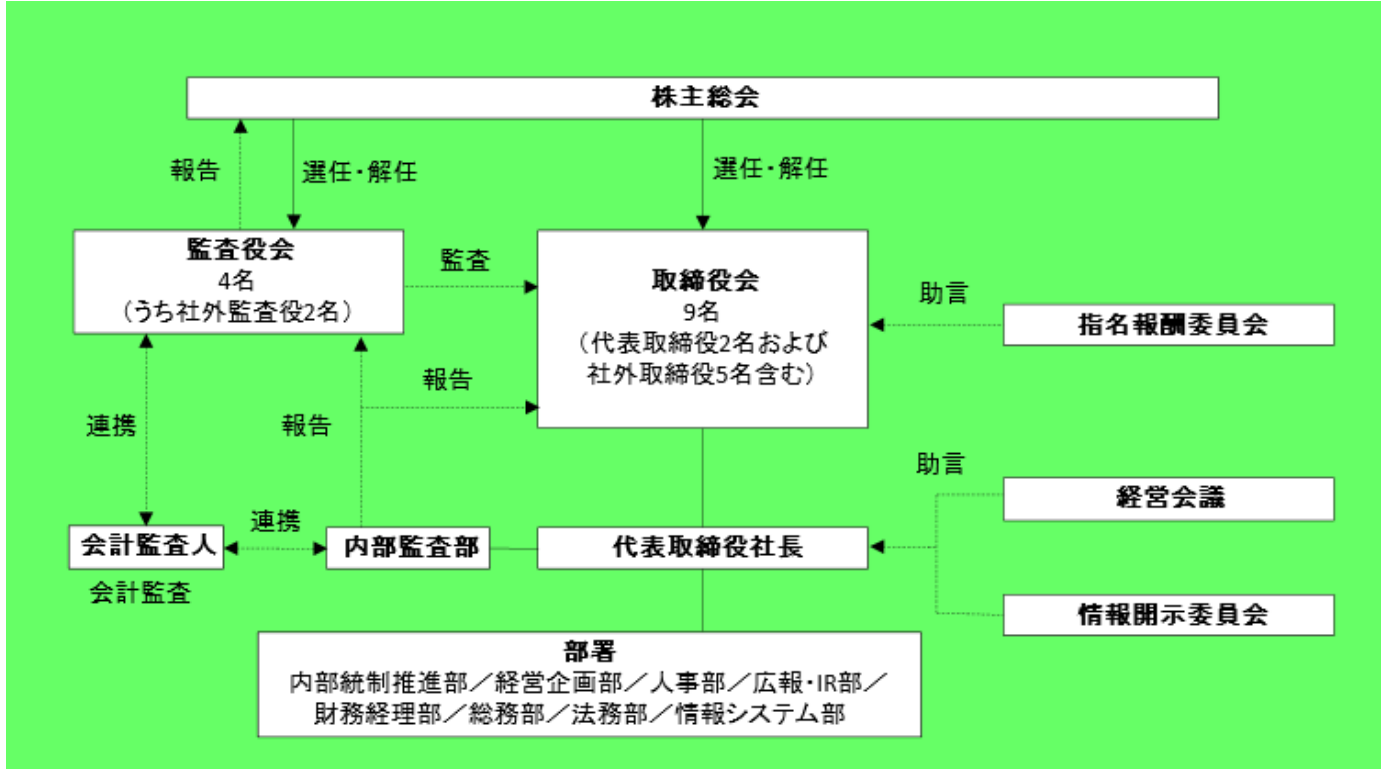 株主総会
報告
選任・解任
選任・解任
監査役会
4名
（うち社外監査役2名）
監査
取締役会
9名
（代表取締役2名および
社外取締役5名含む）
助言
指名報酬委員会
報告
連携
報告
助言
経営会議
会計監査人
連携
内部監査部
代表取締役社長
会計監査
情報開示委員会
部署
内部統制推進部／経営企画部／人事部／広報・IR部／
財務経理部／総務部／法務部／情報システム部